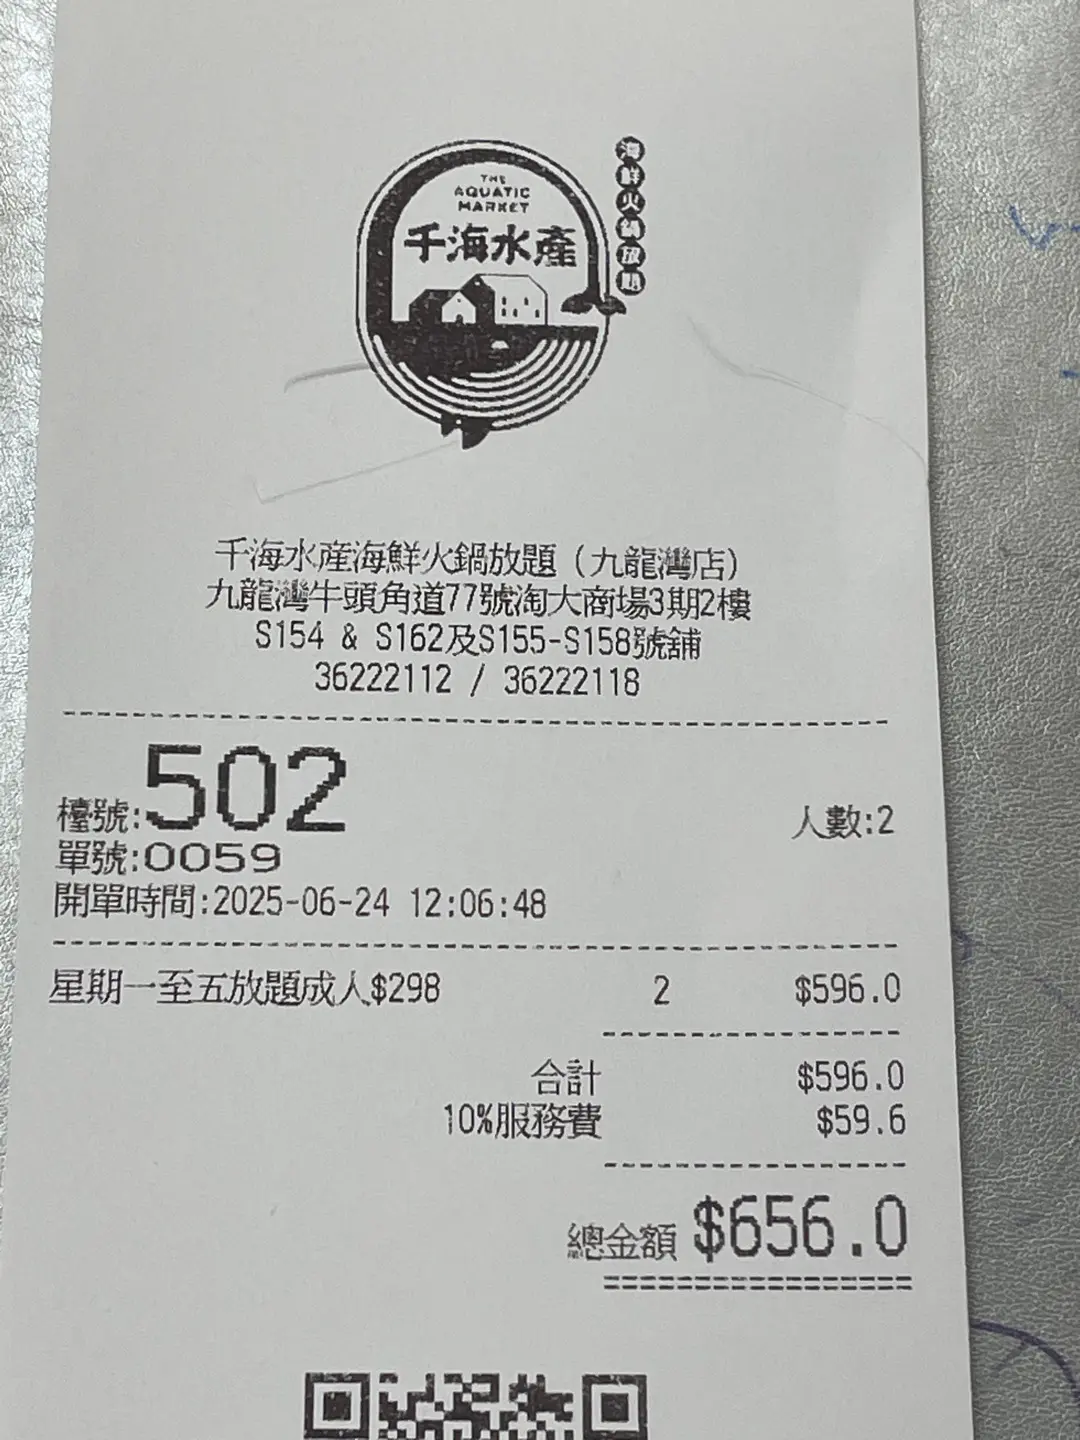 THE
AQUATIC
MARKET
千海水產
海鮮火鍋放題
千海水産海鮮火鍋放題（九龍灣店）
九龍灣牛頭角道77號淘大商場3期2樓
S154 & S162及S155-S158號舖
36222112 / 36222118
檯號:502 人數:2
單號:0059
開單時間:2025-06-24 12:06:48
星期一至五放題成人$298 2 $596.0
合計 $596.0
10%服務費 $59.6
總金額 $656.0